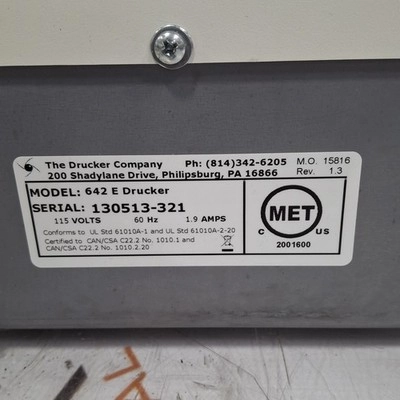 The Drucker Company Ph: (814)342-6205 M.O. 15816
200 Shadylane Drive, Philipsburg, PA 16866 Rev. 1.3
MODEL: 642 E Drucker
SERIAL: 130513-321
115 VOLTS 60 Hz 1.9 AMPS
Conforms to UL Std 61010A-1 and UL Std 61010A-2-20
Certified to CAN/CSA C22.2 No. 1010.1 and
CAN/CSA C22.2 No. 1010.2.20
MET
C US
2001600